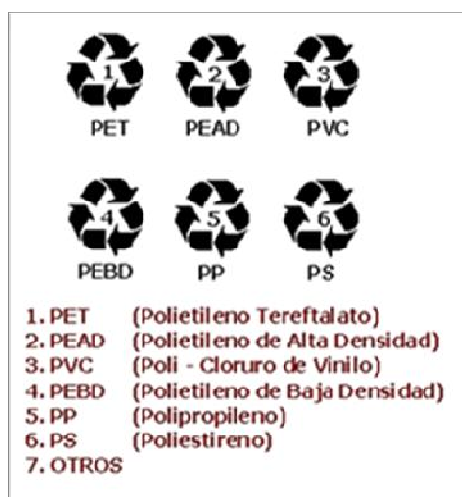 1 2 3
PET PEAD PVC
4 5 6
PEBD PP PS
1. PET (Polietileno Tereftalato)
2. PEAD (Polietileno de Alta Densidad)
3. PVC (Poli - Cloruro de Vinilo)
4. PEBD (Polietileno de Baja Densidad)
5. PP (Polipropileno)
6. PS (Poliestireno)
7. OTROS